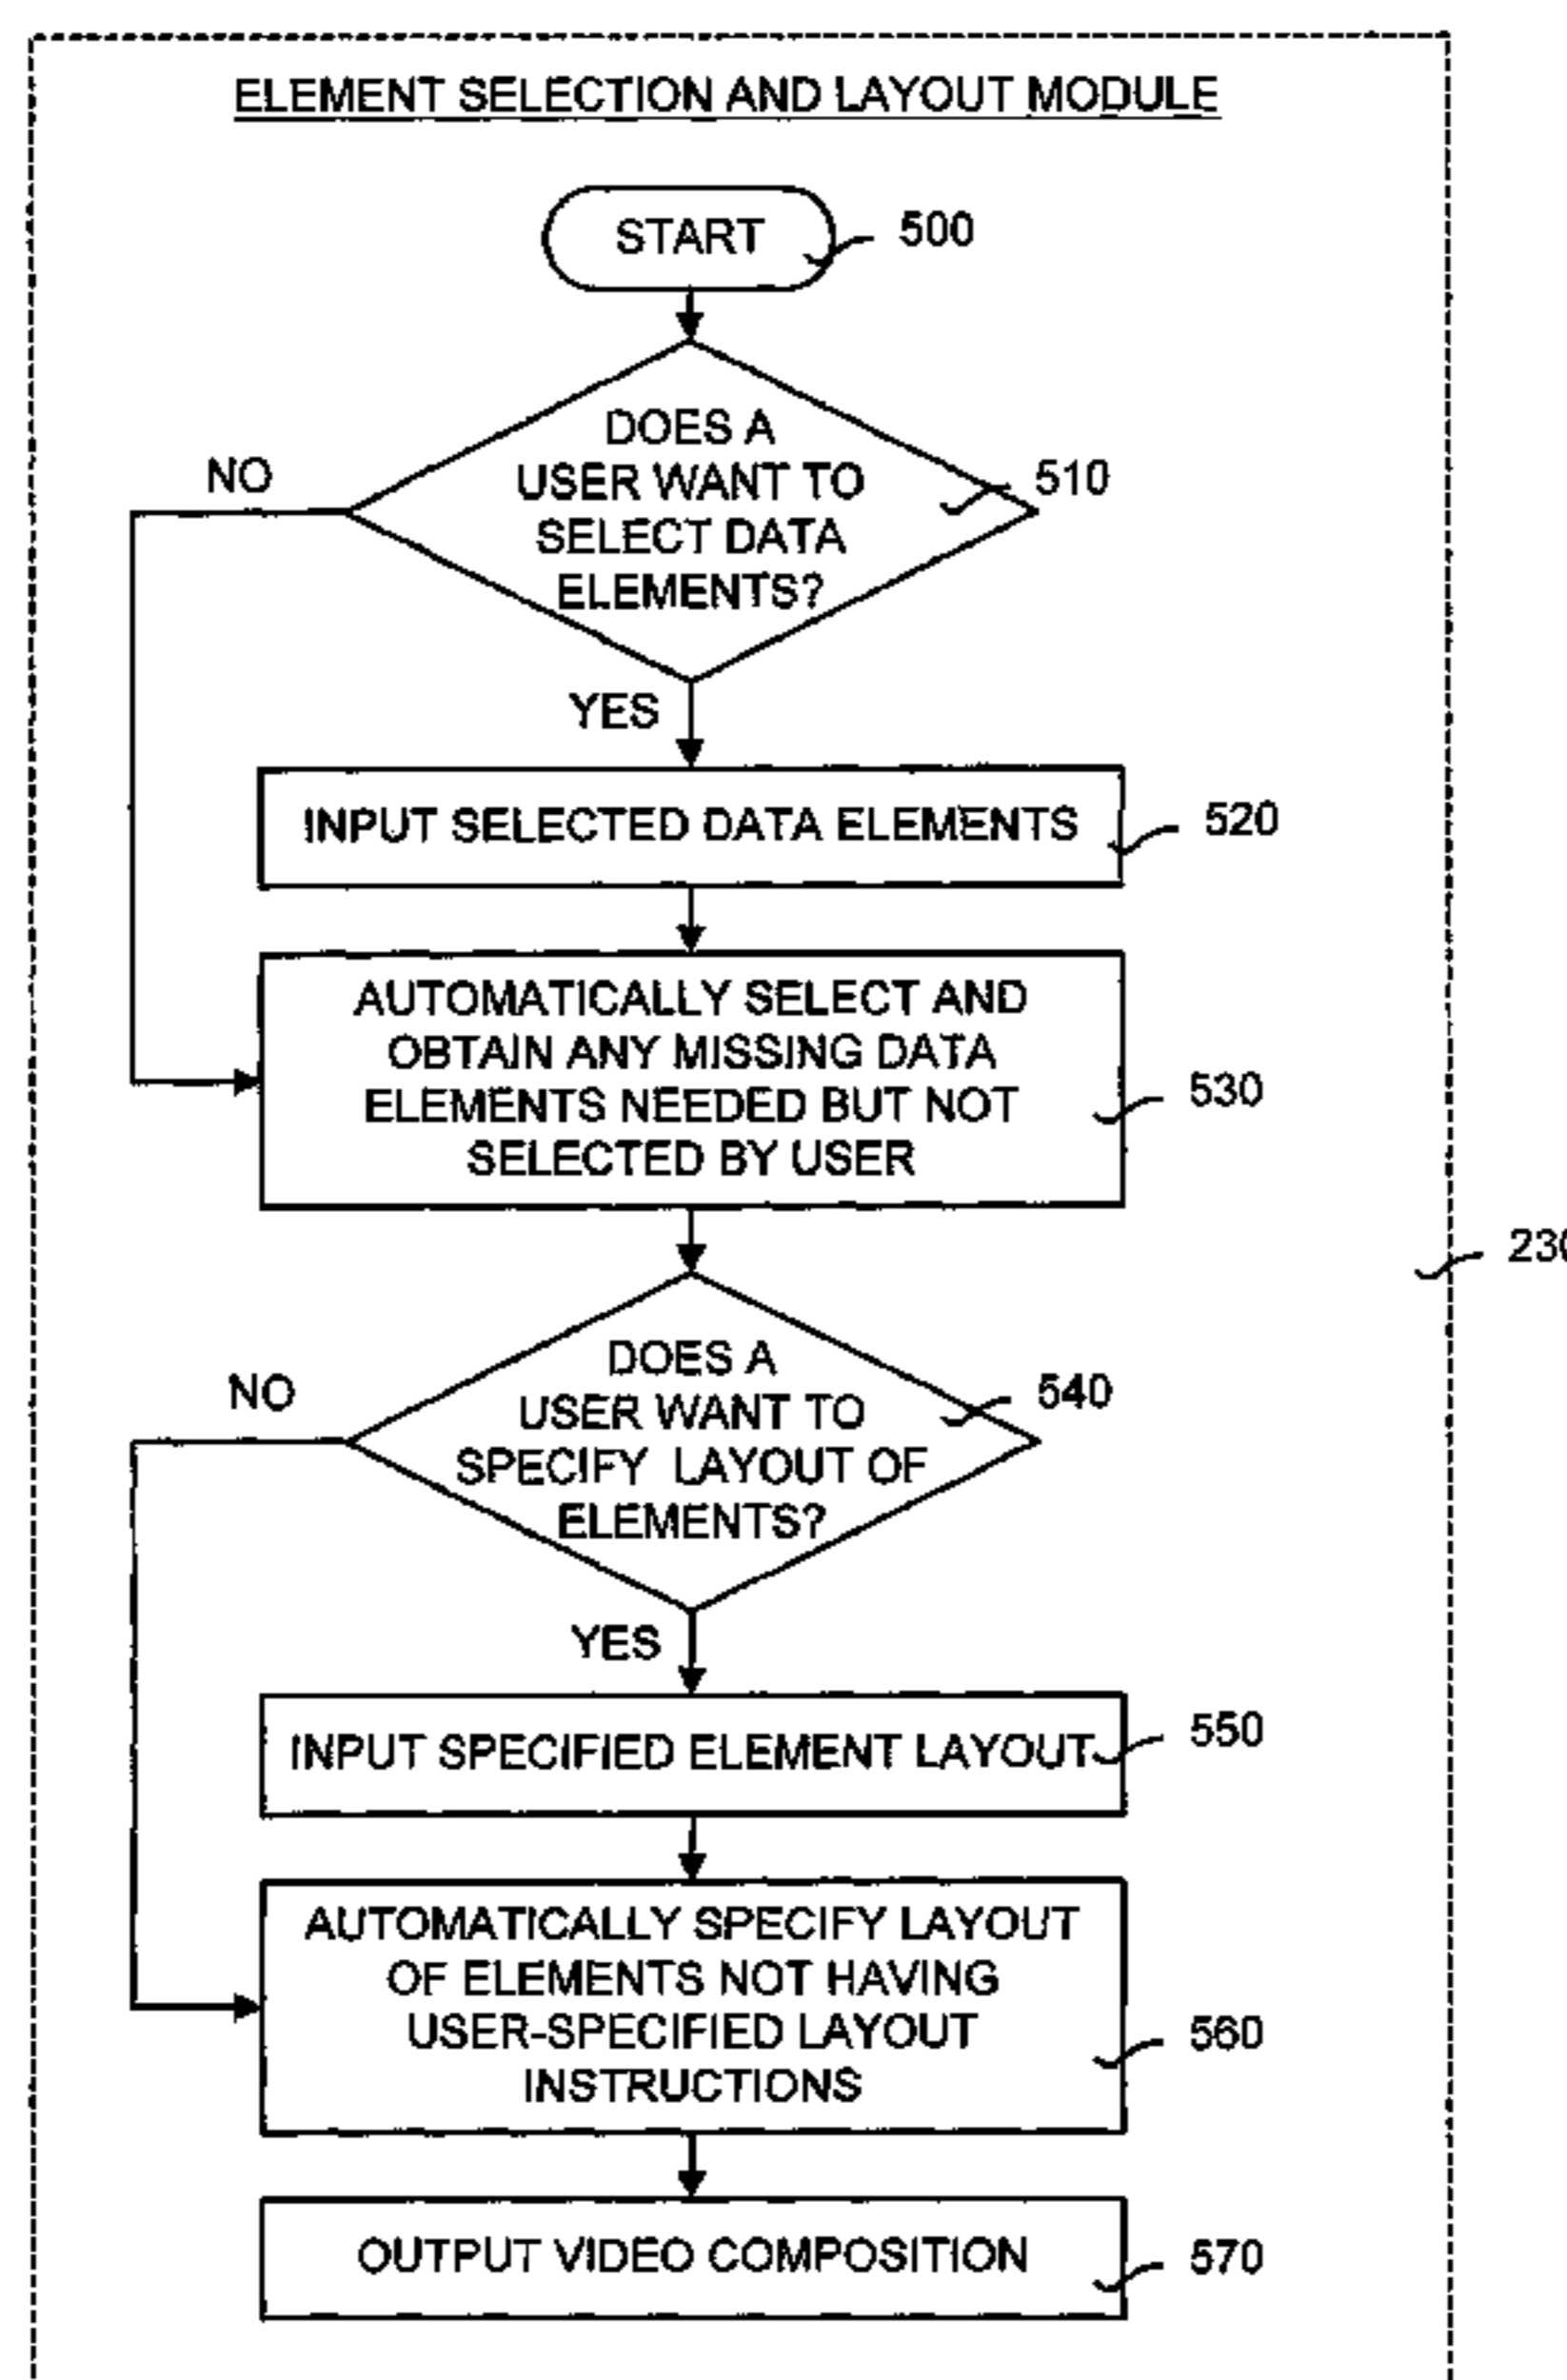 ELEMENT SELECTION AND LAYOUT MODULE
START
500
DOES A
USER WANT TO
SELECT DATA
ELEMENTS?
510
NO
YES
INPUT SELECTED DATA ELEMENTS
520
AUTOMATICALLY SELECT AND
OBTAIN ANY MISSING DATA
ELEMENTS NEEDED BUT NOT
SELECTED BY USER
530
230
DOES A
USER WANT TO
SPECIFY LAYOUT OF
ELEMENTS?
540
NO
YES
INPUT SPECIFIED ELEMENT LAYOUT
550
AUTOMATICALLY SPECIFY LAYOUT
OF ELEMENTS NOT HAVING
USER-SPECIFIED LAYOUT
INSTRUCTIONS
560
OUTPUT VIDEO COMPOSITION
570